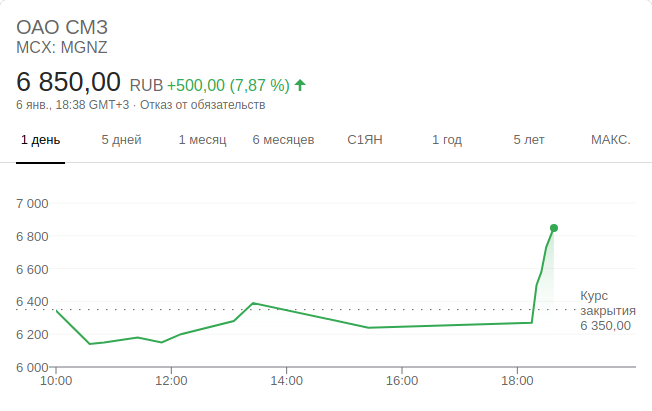 ОАО СМЗ
MCX: MGNZ
6 850,00 RUB +500,00 (7,87 %)
6 янв., 18:38 GMT+3 · Отказ от обязательств
1 день 5 дней 1 месяц 6 месяцев С1ЯН 1 год 5 лет МАКС.
7 000
6 800
6 600
6 400
6 200
6 000
Курс
закрытия
6 350,00
10:00 12:00 14:00 16:00 18:00